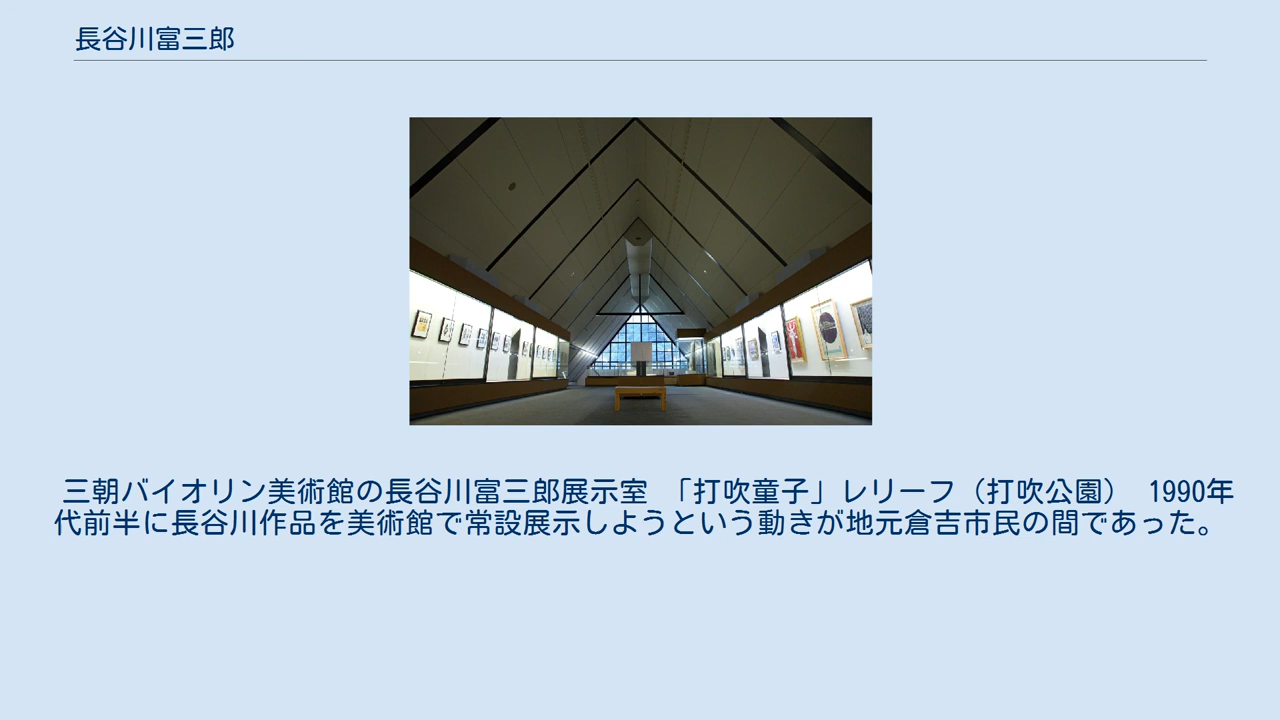 長谷川富三郎
三朝バイオリン美術館の長谷川富三郎展示室 「打吹童子」レリーフ（打吹公園） 1990年
代前半に長谷川作品を美術館で常設展示しようという動きが地元倉吉市民の間であった。